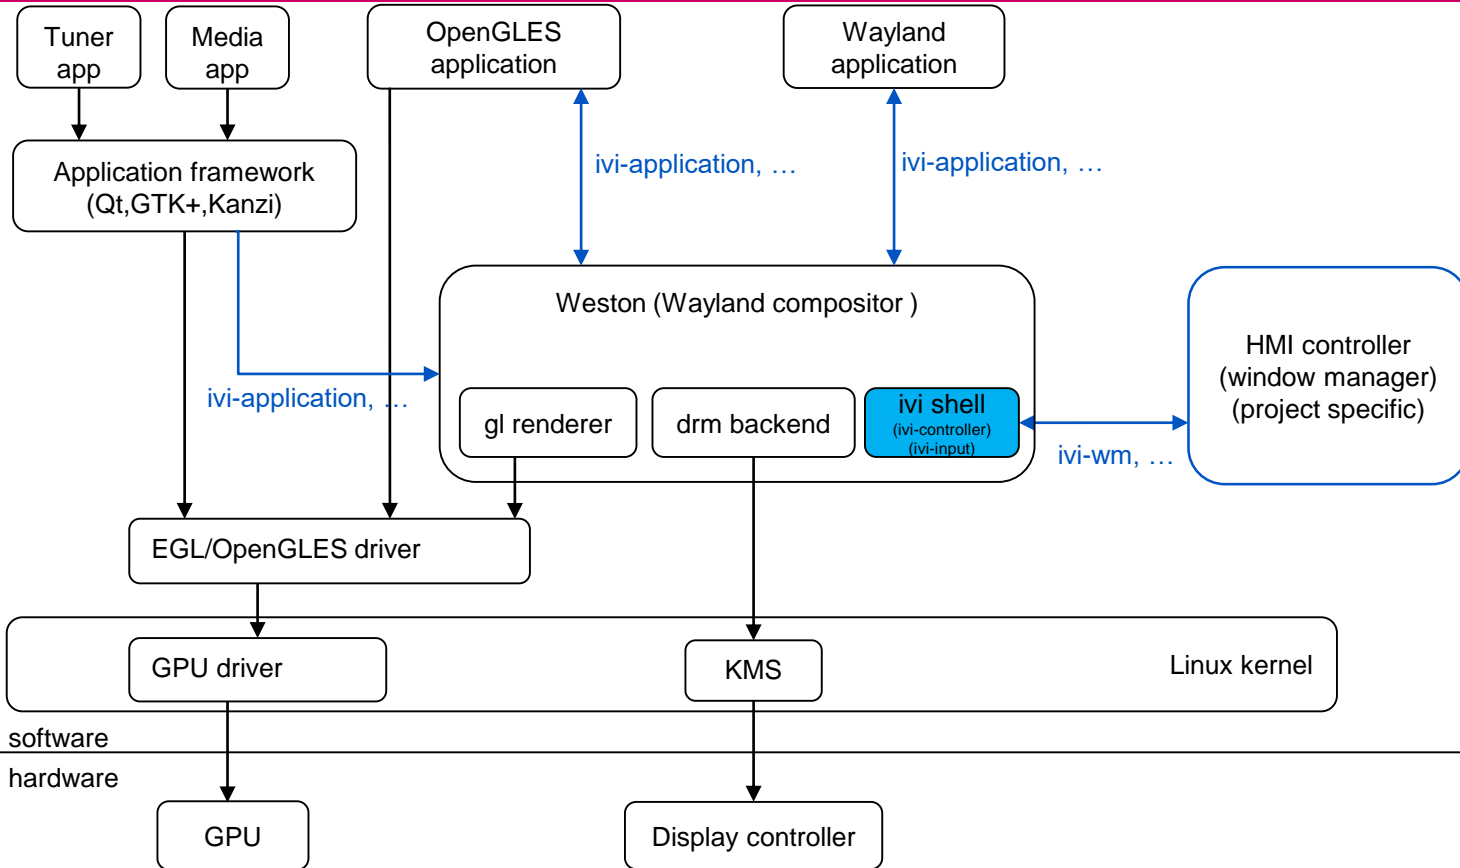 Tuner
app
Media
app
OpenGLES
application
Wayland
application
Application framework
(Qt,GTK+,Kanzi)
ivi-application, …
ivi-application, …
Weston (Wayland compositor )
HMI controller
(window manager)
(project specific)
ivi-application, …
gl renderer
drm backend
ivi shell
(ivi-controller)
(ivi-input)
ivi-wm, …
EGL/OpenGLES driver
GPU driver
KMS
Linux kernel
software
hardware
GPU
Display controller